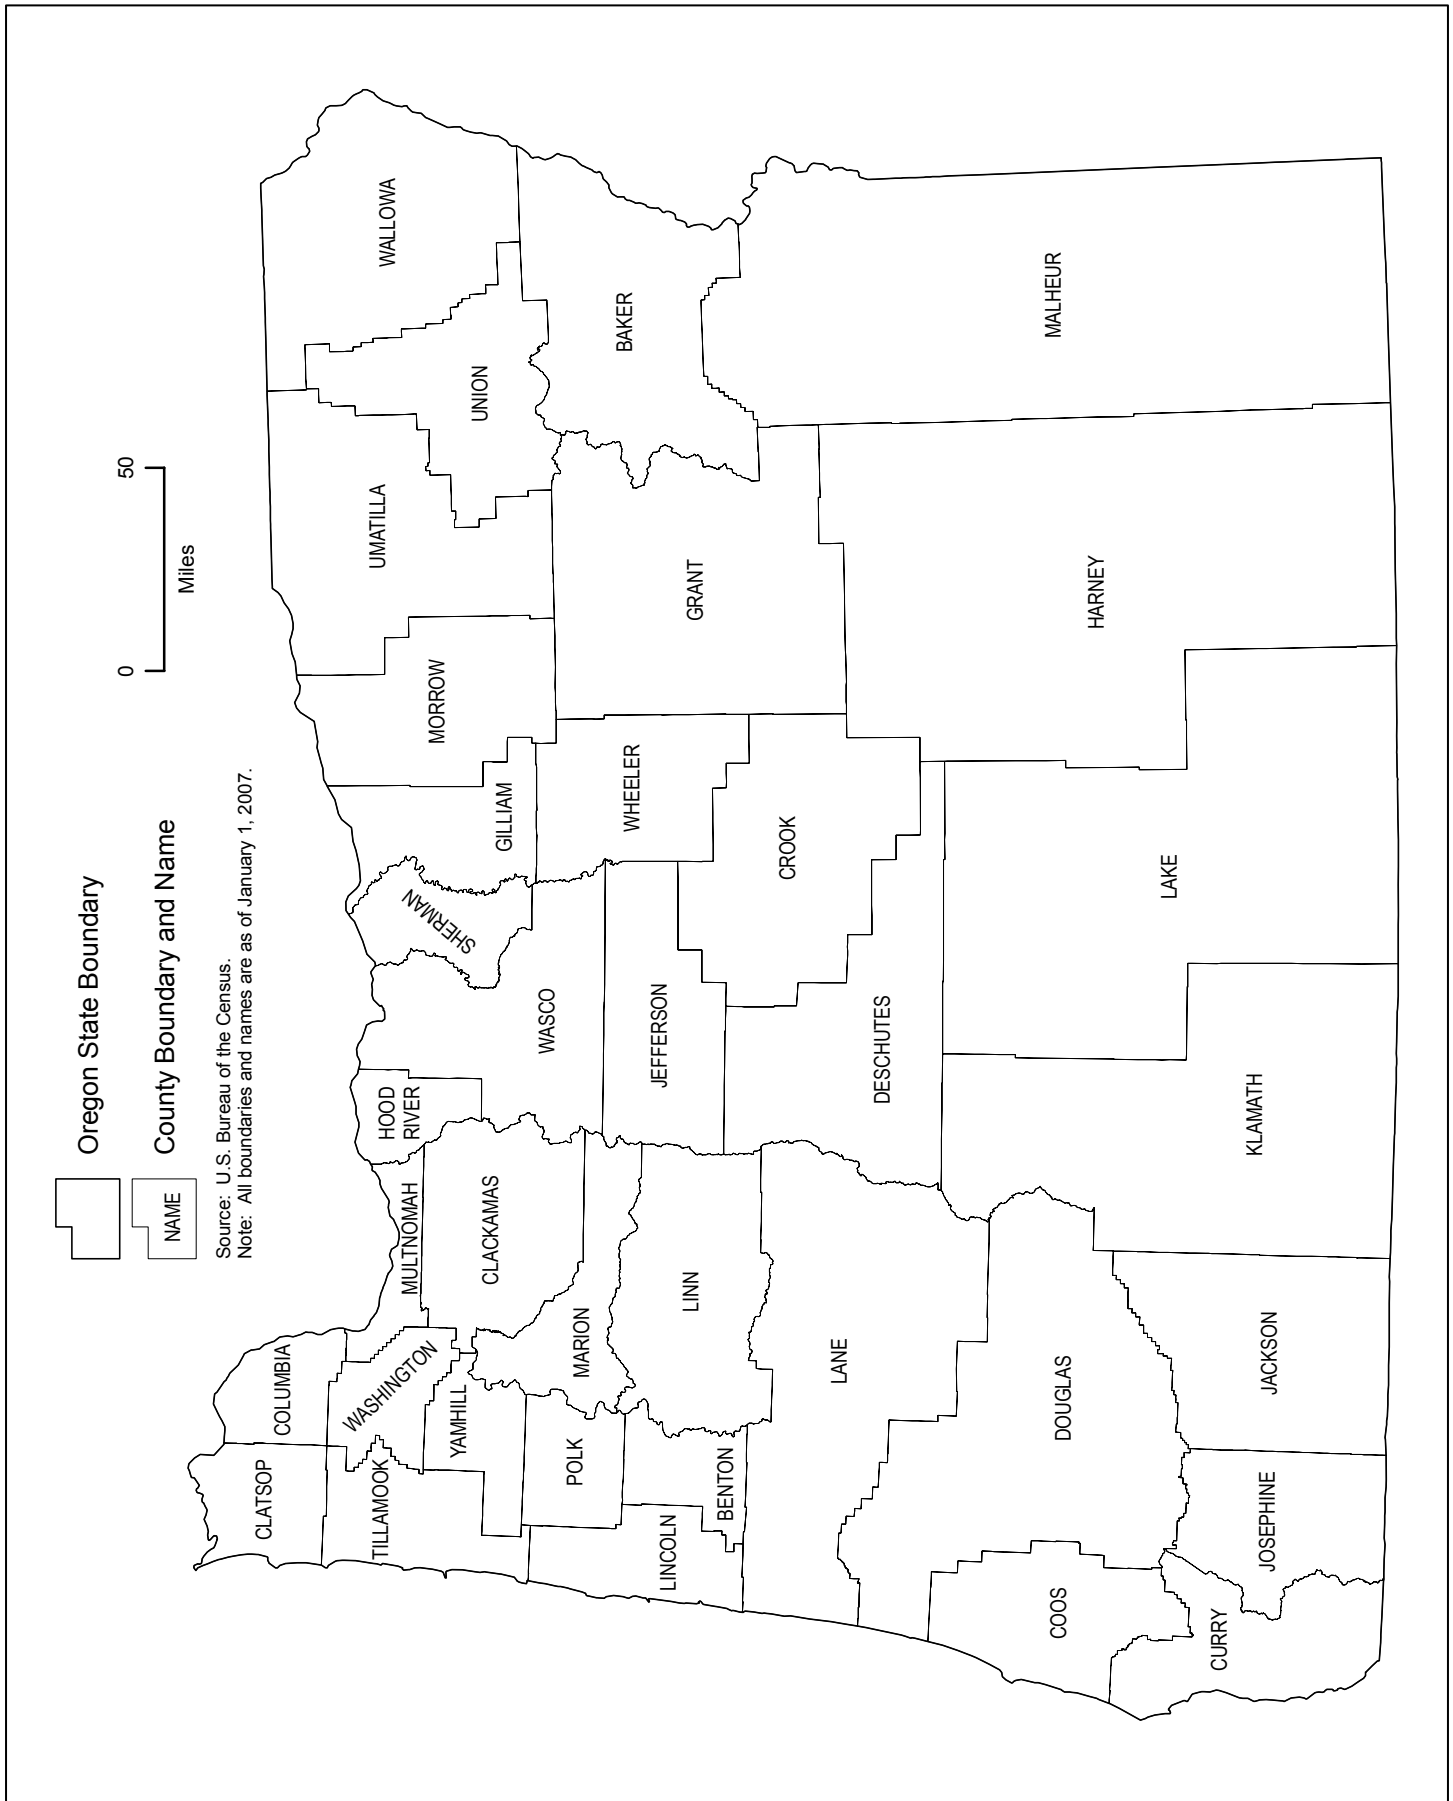 Oregon State Boundary
NAME
County Boundary and Name
Source: U.S. Bureau of the Census.
Note: All boundaries and names are as of January 1, 2007.
0
50
Miles
CLATSOP
COLUMBIA
TILLAMOOK
WASHINGTON
MULTNOMAH
HOOD
RIVER
SHERMAN
GILLIAM
MORROW
UMATILLA
UNION
WALLOWA
YAMHILL
CLACKAMAS
WASCO
POLK
MARION
LINCOLN
BENTON
LINN
JEFFERSON
WHEELER
GRANT
BAKER
LANE
DESCHUTES
CROOK
MALHEUR
HARNEY
COOS
DOUGLAS
KLAMATH
LAKE
CURRY
JOSEPHINE
JACKSON